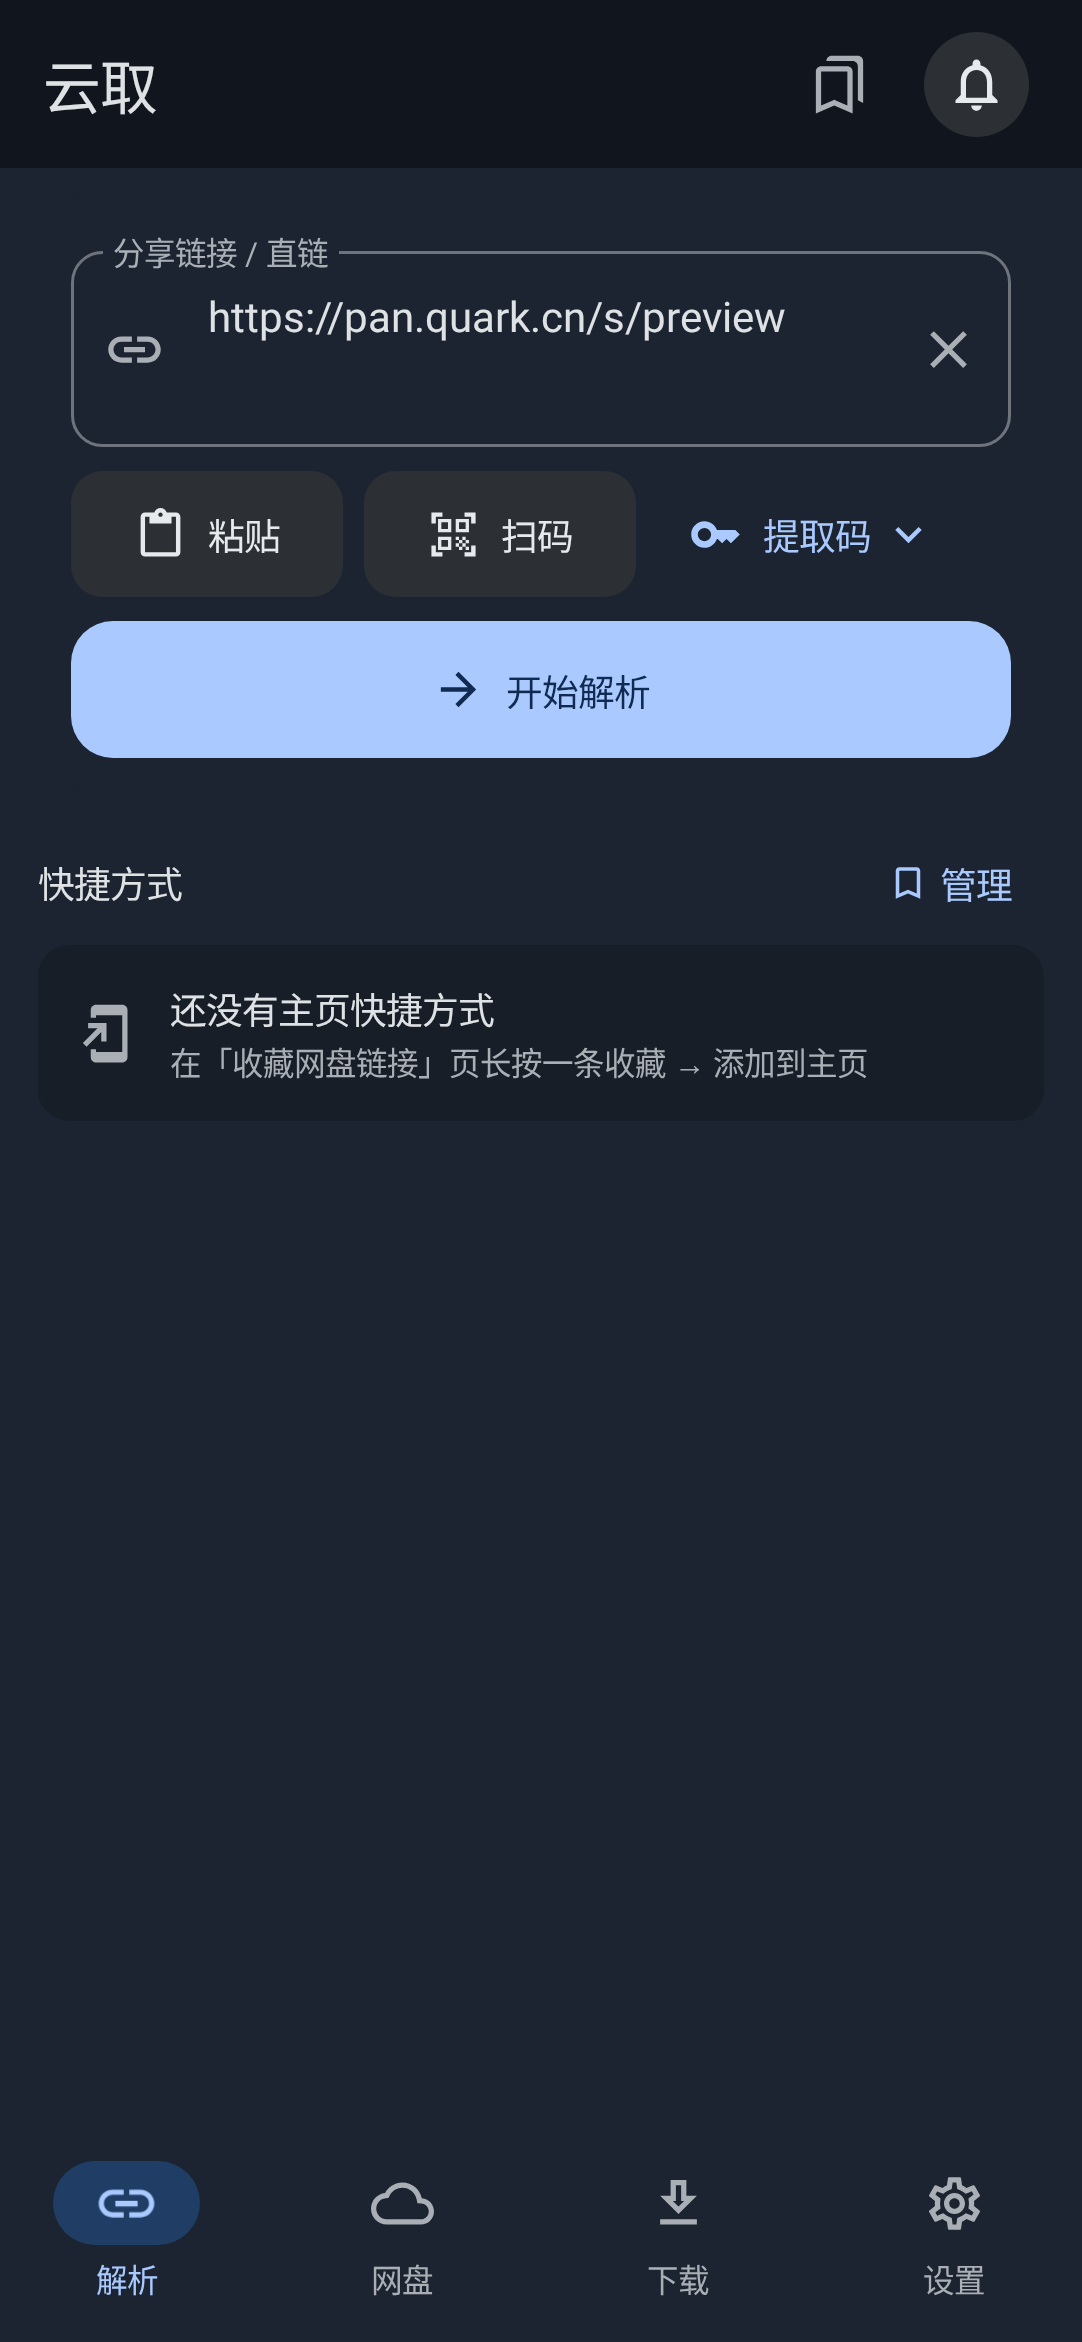 云取
分享链接 / 直链
https://pan.quark.cn/s/preview
粘贴
扫码
提取码
开始解析
快捷方式
管理
还没有主页快捷方式
在「收藏网盘链接」页长按一条收藏 → 添加到主页
解析
网盘
下载
设置